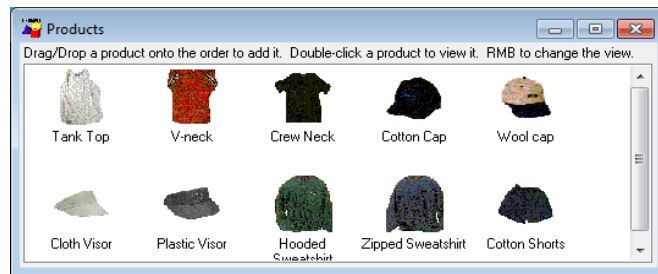 Products
Drag/Drop a product onto the order to add it. Double-click a product to view it. RMB to change the view.
Tank Top V-neck Crew Neck Cotton Cap Wool cap
Cloth Visor Plastic Visor Hooded Zipped Sweatshirt Cotton Shorts
Sweatshirt